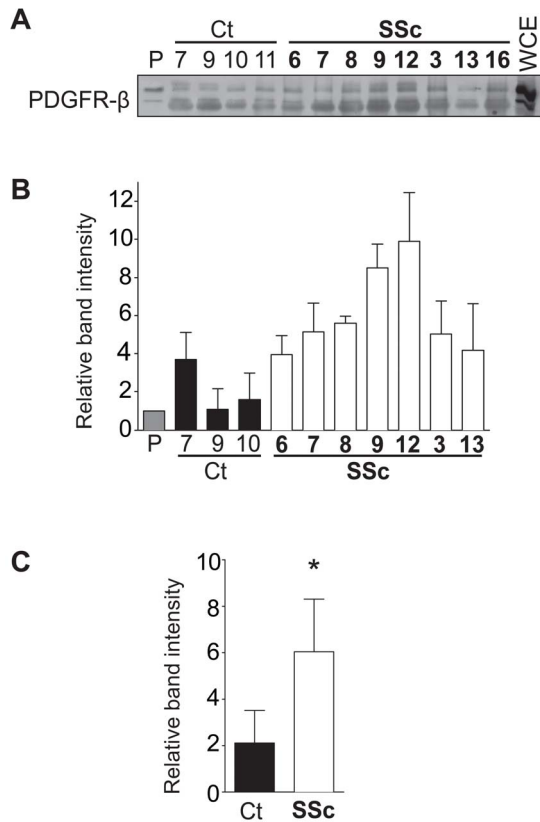 A
Ct SSc WCE
P 7 9 10 11 6 7 8 9 12 3 13 16
PDGFR-β
B
Relative band intensity
12
10
8
6
4
2
0
P 7 9 10 6 7 8 9 12 3 13
Ct SSc
C
Relative band intensity
10
8
6
4
2
0
*
Ct SSc